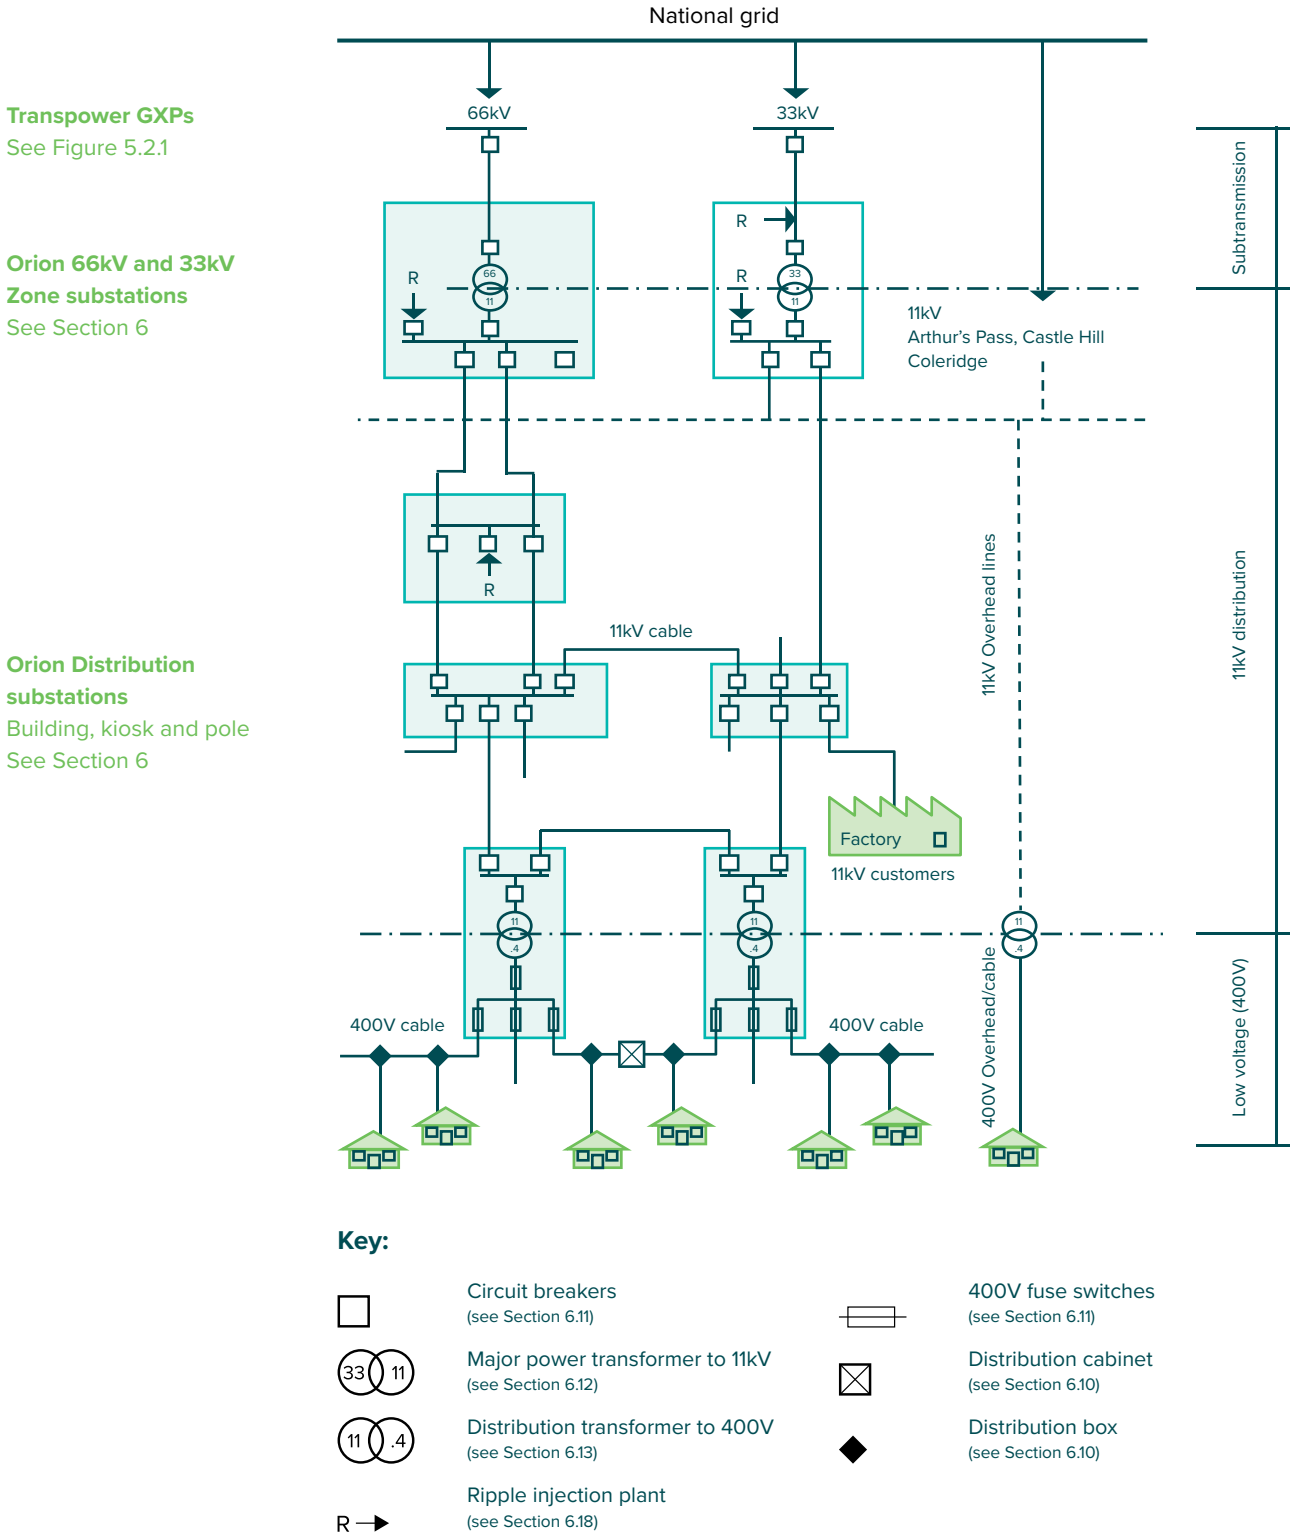 National grid
Transpower GXPs
See Figure 5.2.1
66kV
33kV
Subtransmission
Orion 66kV and 33kV
Zone substations
See Section 6
R
R
R
66
11
33
11
11kV
Arthur's Pass, Castle Hill
Coleridge
R
11kV Overhead lines
11kV distribution
Orion Distribution
substations
Building, kiosk and pole
See Section 6
11kV cable
Factory
11kV customers
11
.4
11
.4
11
.4
400V cable
400V cable
400V Overhead/cable
Low voltage (400V)
Key:
Circuit breakers
(see Section 6.11)
400V fuse switches
(see Section 6.11)
33 11
Major power transformer to 11kV
(see Section 6.12)
Distribution cabinet
(see Section 6.10)
11 .4
Distribution transformer to 400V
(see Section 6.13)
Distribution box
(see Section 6.10)
R
Ripple injection plant
(see Section 6.18)